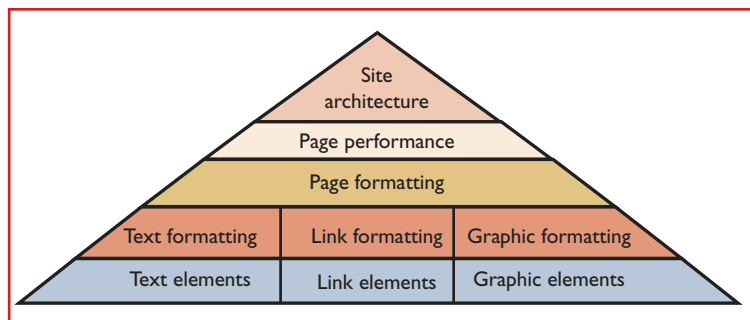 Site
architecture
Page performance
Page formatting
Text formatting Link formatting Graphic formatting
Text elements Link elements Graphic elements